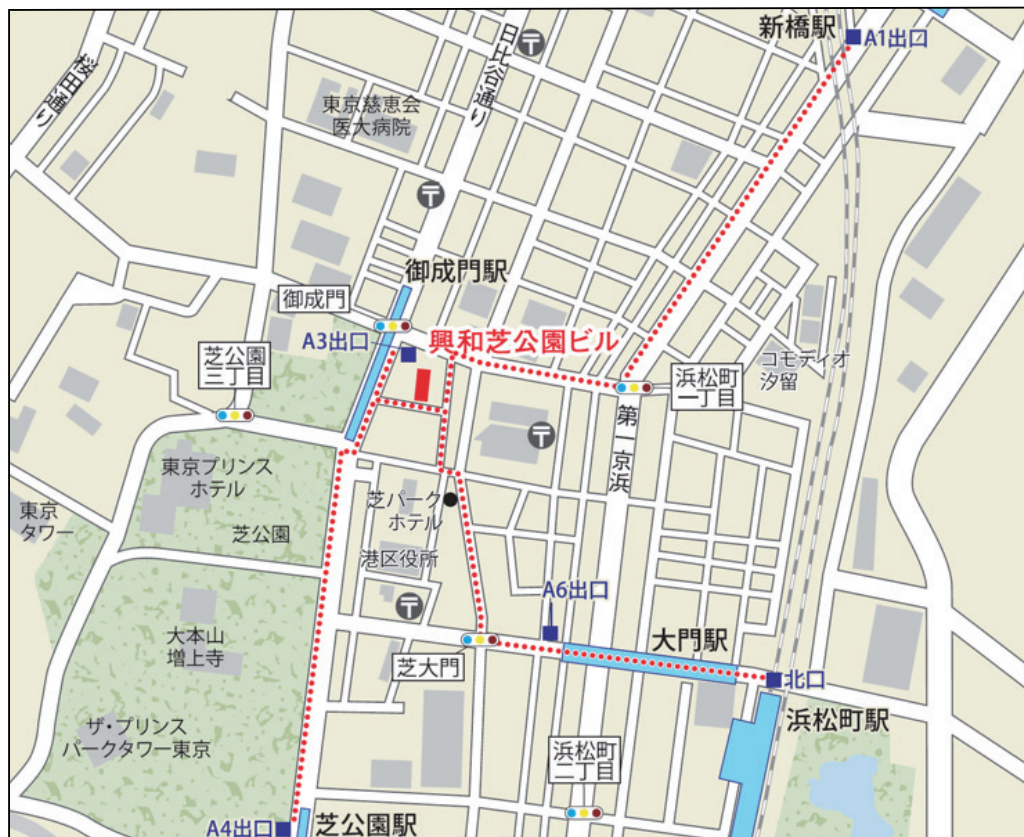 新橋駅
A1出口
日比谷通り
桜田通り
東京慈恵会
医大病院
御成門駅
御成門
A3出口
興和芝公園ビル
芝公園
三丁目
コモディオ
汐留
浜松町
一丁目
第一京浜
東京プリンス
ホテル
東京
タワー
芝公園
芝パーク
ホテル
港区役所
A6出口
大門駅
大本山
増上寺
芝大門
北口
浜松町駅
ザ・プリンス
パークタワー東京
浜松町
二丁目
A4出口
芝公園駅